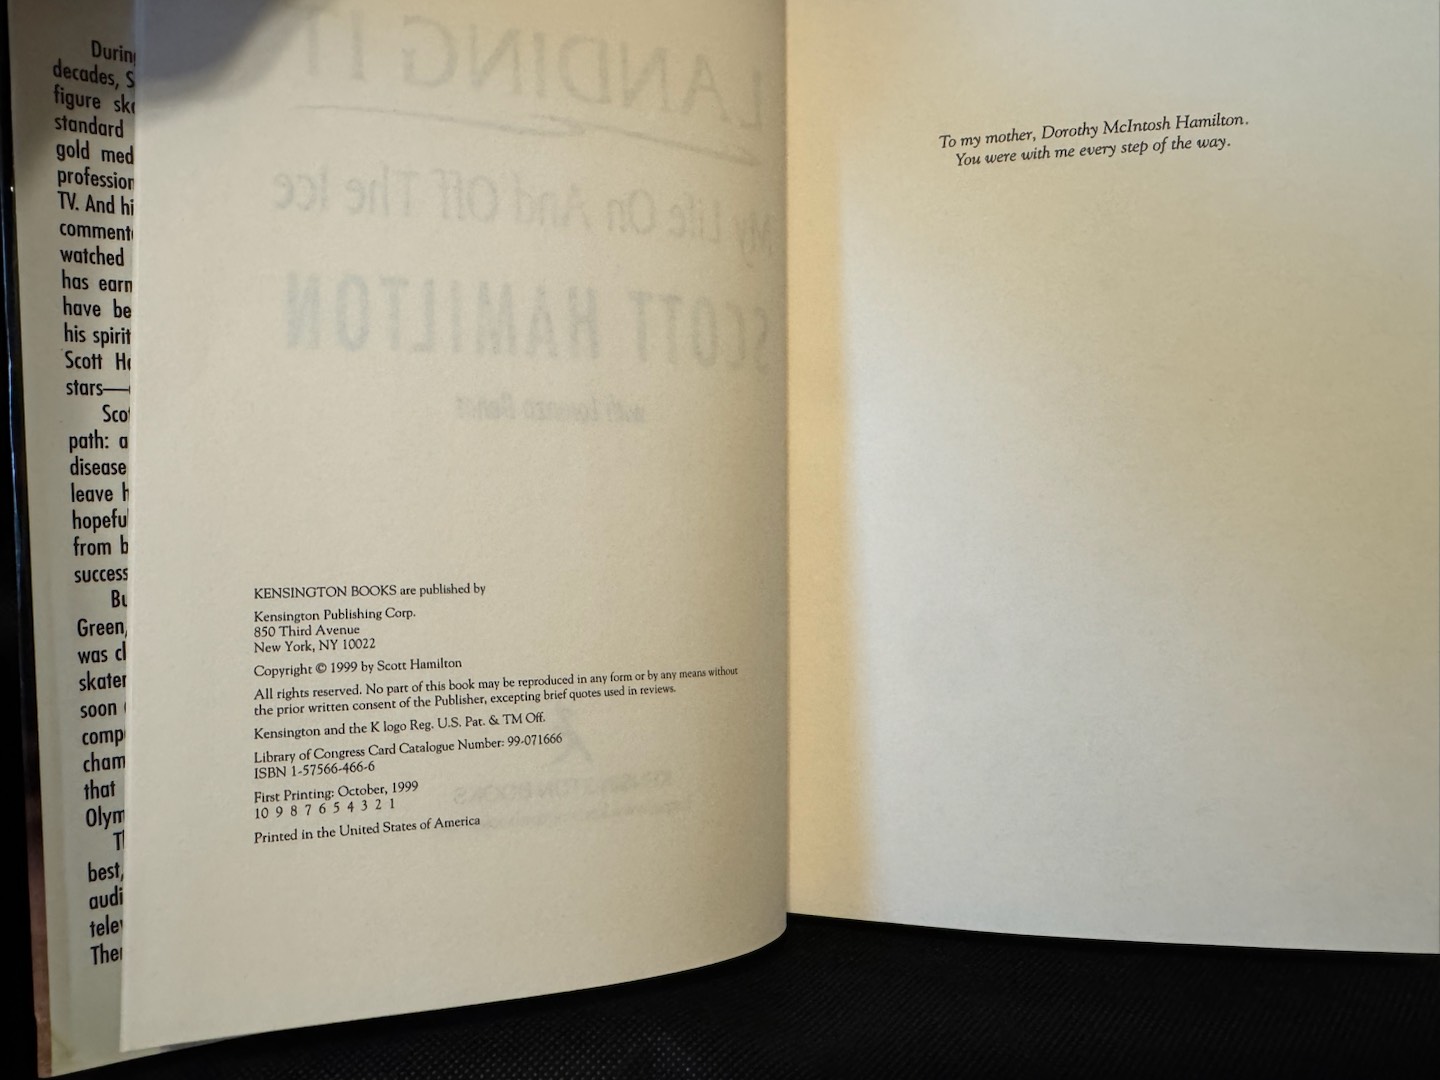 During
decades, S
figure sk
standard
gold med
profession
TV. And hi
comment
watched
has earn
have be
his spirit
Scott H
stars—
Scot
path: a
disease
leave h
hopeful
from b
success
Bu
Green,
was cl
skater
soon
comp
cham
that
Olym
Tl
best,
audi
telev
Ther
LANDING IT
My Life On And Off The Ice
SCOTT HAMILTON
with Lorenzo Benet
KENSINGTON BOOKS are published by
Kensington Publishing Corp.
850 Third Avenue
New York, NY 10022
Copyright © 1999 by Scott Hamilton
All rights reserved. No part of this book may be reproduced in any form or by any means without
the prior written consent of the Publisher, excepting brief quotes used in reviews.
Kensington and the K logo Reg. U.S. Pat. & TM Off.
Library of Congress Card Catalogue Number: 99-071666
ISBN 1-57566-466-6
First Printing: October, 1999
10 9 8 7 6 5 4 3 2 1
Printed in the United States of America
To my mother, Dorothy McIntosh Hamilton.
You were with me every step of the way.